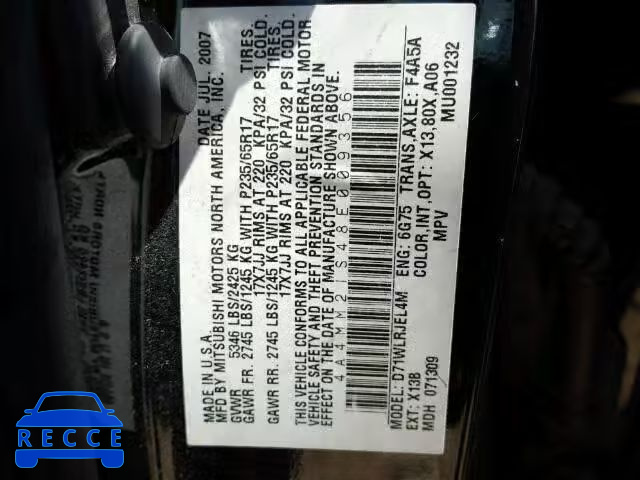 MADE IN U.S.A. DATE JUL. 2007
MFD BY MITSUBISHI MOTORS NORTH AMERICA, INC.
GVWR 5346 LBS/2425 KG
GAWR FR. 2745 LBS/1245 KG WITH P235/65R17 TIRES.
17X7JJ RIMS AT 220 KPA/32 PSI COLD.
GAWR RR. 2745 LBS/1245 KG WITH P235/65R17 TIRES.
17X7JJ RIMS AT 220 KPA/32 PSI COLD.
THIS VEHICLE CONFORMS TO ALL APPLICABLE FEDERAL MOTOR
VEHICLE SAFETY AND THEFT PREVENTION STANDARDS IN
EFFECT ON THE DATE OF MANUFACTURE SHOWN ABOVE.
4A4MM21S48E009356
MODEL: D71WLRJEL4M ENG: 6G75 TRANS,AXLE: F4A5A
EXT: X13B COLOR,INT,OPT: X13,80X,A06
MDH 071309 MPV MU001232
RECCE